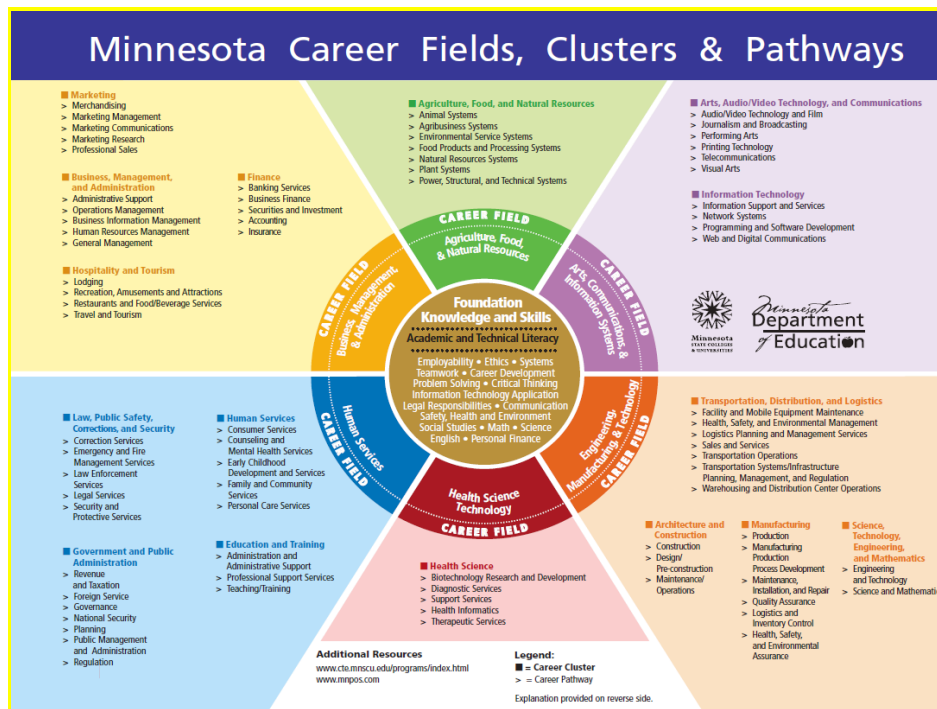 Minnesota Career Fields, Clusters & Pathways
■ Marketing
> Merchandising
> Marketing Management
> Marketing Communications
> Marketing Research
> Professional Sales
■ Business, Management,
and Administration
> Administrative Support
> Operations Management
> Business Information Management
> Human Resources Management
> General Management
■ Finance
> Banking Services
> Business Finance
> Securities and Investment
> Accounting
> Insurance
■ Hospitality and Tourism
> Lodging
> Recreation, Amusements and Attractions
> Restaurants and Food/Beverage Services
> Travel and Tourism
■ Agriculture, Food, and Natural Resources
> Animal Systems
> Agribusiness Systems
> Environmental Service Systems
> Food Products and Processing Systems
> Natural Resources Systems
> Plant Systems
> Power, Structural, and Technical Systems
■ Arts, Audio/Video Technology, and Communications
> Audio/Video Technology and Film
> Journalism and Broadcasting
> Performing Arts
> Printing Technology
> Telecommunications
> Visual Arts
■ Information Technology
> Information Support and Services
> Network Systems
> Programming and Software Development
> Web and Digital Communications
Minnesota
STATE COLLEGES
& UNIVERSITIES
Minnesota
Department
of Education
CAREER FIELD
Agriculture, Food,
& Natural Resources
CAREER FIELD
Business, Management,
& Administration
CAREER FIELD
Arts, Communications, &
Information Systems
Foundation
Knowledge and Skills
Academic and Technical Literacy
Employability • Ethics • Systems
Teamwork • Career Development
Problem Solving • Critical Thinking
Information Technology Application
Legal Responsibilities • Communication
Safety, Health and Environment
Social Studies • Math • Science
English • Personal Finance
Human Services
CAREER FIELD
Health Science
Technology
CAREER FIELD
Engineering,
Manufacturing, & Technology
CAREER FIELD
■ Law, Public Safety,
Corrections, and Security
> Correction Services
> Emergency and Fire
Management Services
> Law Enforcement
Services
> Legal Services
> Security and
Protective Services
■ Human Services
> Consumer Services
> Counseling and
Mental Health Services
> Early Childhood
Development and Services
> Family and Community
Services
> Personal Care Services
■ Government and Public
Administration
> Revenue
and Taxation
> Foreign Service
> Governance
> National Security
> Planning
> Public Management
and Administration
> Regulation
■ Education and Training
> Administration and
Administrative Support
> Professional Support Services
> Teaching/Training
■ Health Science
> Biotechnology Research and Development
> Diagnostic Services
> Support Services
> Health Informatics
> Therapeutic Services
■ Transportation, Distribution, and Logistics
> Facility and Mobile Equipment Maintenance
> Health, Safety, and Environmental Management
> Logistics Planning and Management Services
> Sales and Services
> Transportation Operations
> Transportation Systems/Infrastructure
Planning, Management, and Regulation
> Warehousing and Distribution Center Operations
■ Architecture and
Construction
> Construction
> Design/
Pre-construction
> Maintenance/
Operations
■ Manufacturing
> Production
> Manufacturing
Production
Process Development
> Maintenance,
Installation, and Repair
> Quality Assurance
> Logistics and
Inventory Control
> Health, Safety,
and Environmental
Assurance
■ Science,
Technology,
Engineering,
and Mathematics
> Engineering
and Technology
> Science and Mathematic
Additional Resources
www.cte.mnscu.edu/programs/index.html
www.mnpos.com
Legend:
■ = Career Cluster
> = Career Pathway
Explanation provided on reverse side.